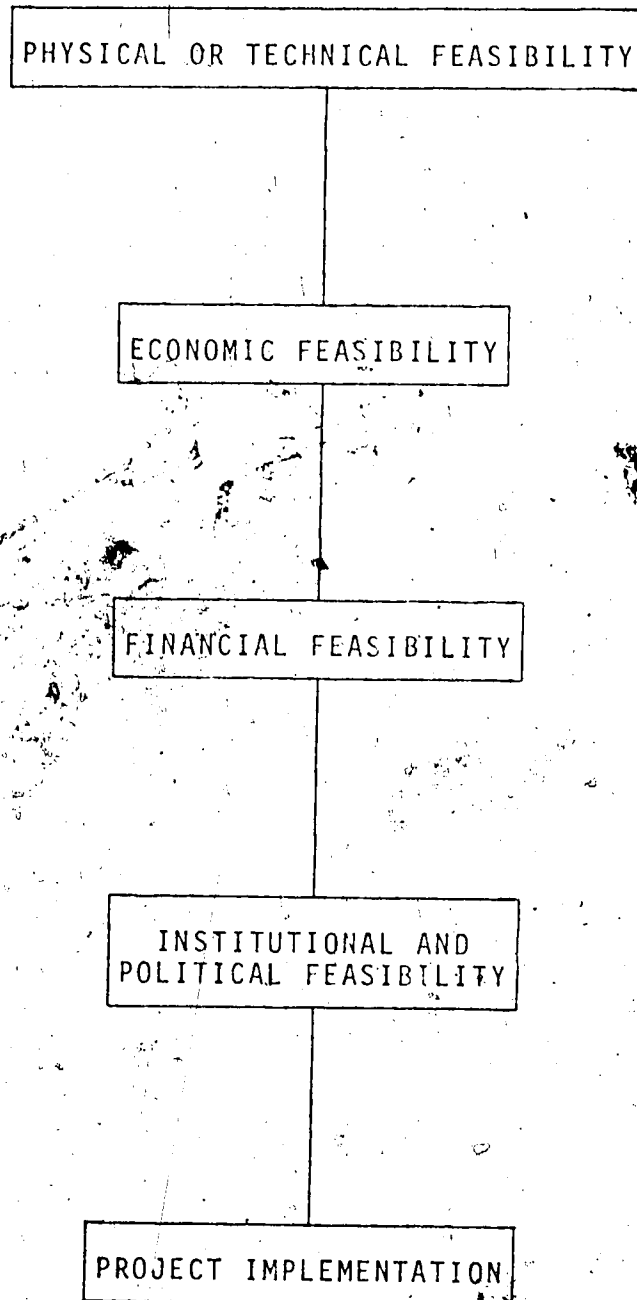 PHYSICAL OR TECHNICAL FEASIBILITY
ECONOMIC FEASIBILITY
FINANCIAL FEASIBILITY
INSTITUTIONAL AND
POLITICAL FEASIBILITY
PROJECT IMPLEMENTATION